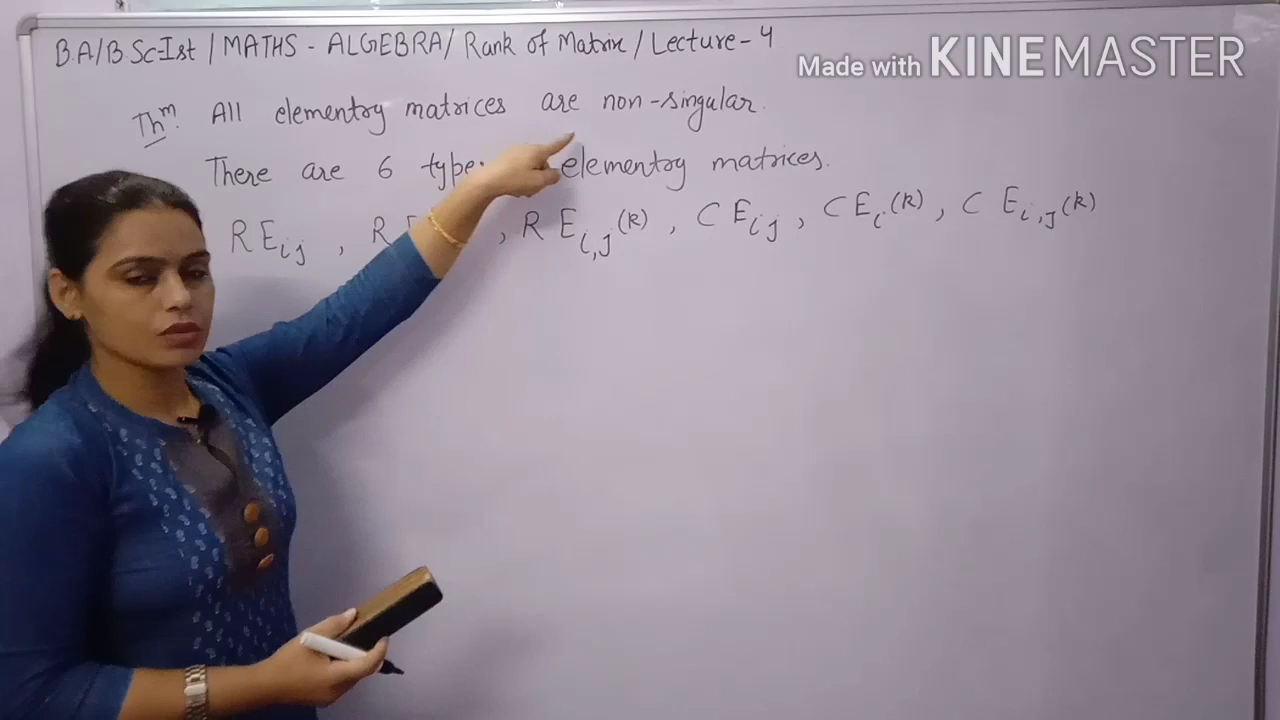 B.A/B Sc Ist / MATHS - ALGEBRA / Rank of Matrix / Lecture - 4
Made with KINEMASTER
Thm. All elementry matrices are non-singular.
There are 6 elementry matrices.
R Eij , R , R Ei,j(k) , C Eij , C Ei(k) , C Ei,j(k)